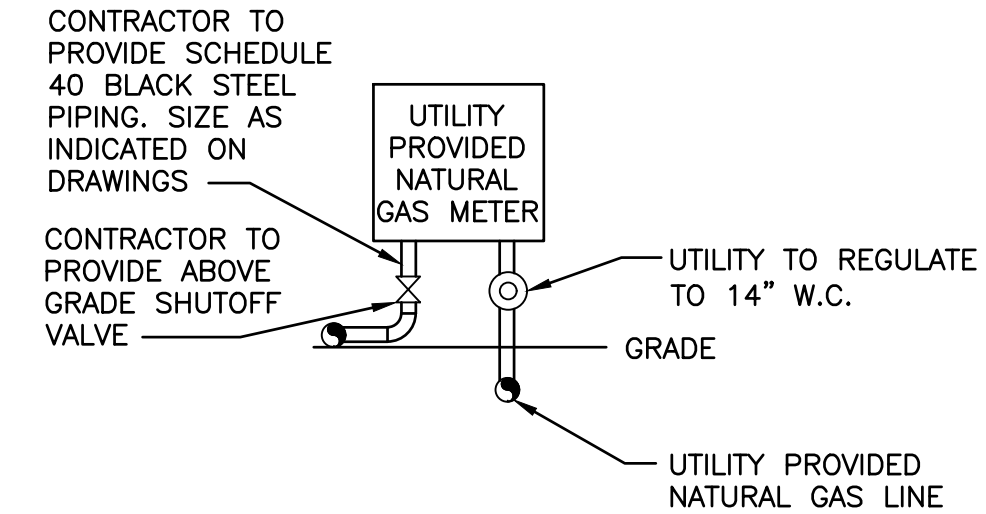 CONTRACTOR TO
PROVIDE SCHEDULE
40 BLACK STEEL
PIPING. SIZE AS
INDICATED ON
DRAWINGS
UTILITY
PROVIDED
NATURAL
GAS METER
CONTRACTOR TO
PROVIDE ABOVE
GRADE SHUTOFF
VALVE
UTILITY TO REGULATE
TO 14” W.C.
GRADE
UTILITY PROVIDED
NATURAL GAS LINE